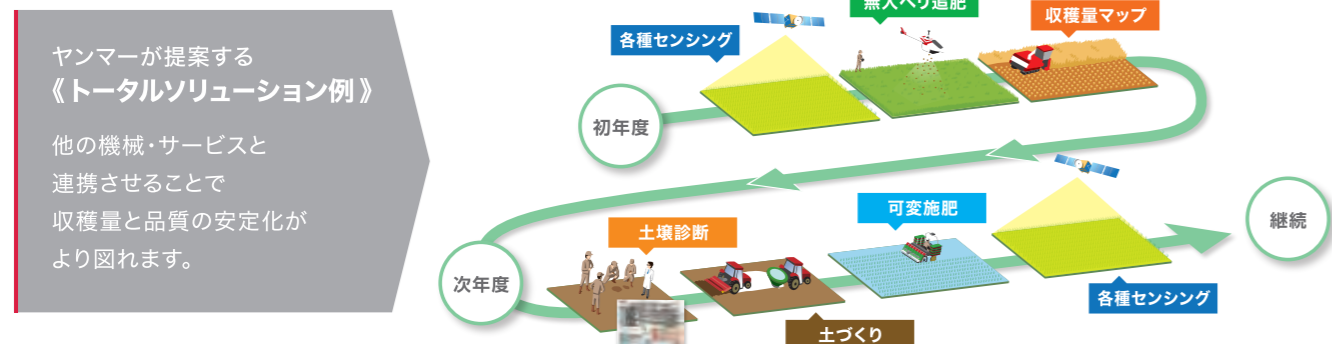 ヤンマーが提案する
《トータルソリューション例》
他の機械・サービスと
連携させることで
収穫量と品質の安定化が
より図れます。
各種センシング
無人ヘリ追肥
収穫量マップ
初年度
次年度
土壌診断
土づくり
可変施肥
各種センシング
継続